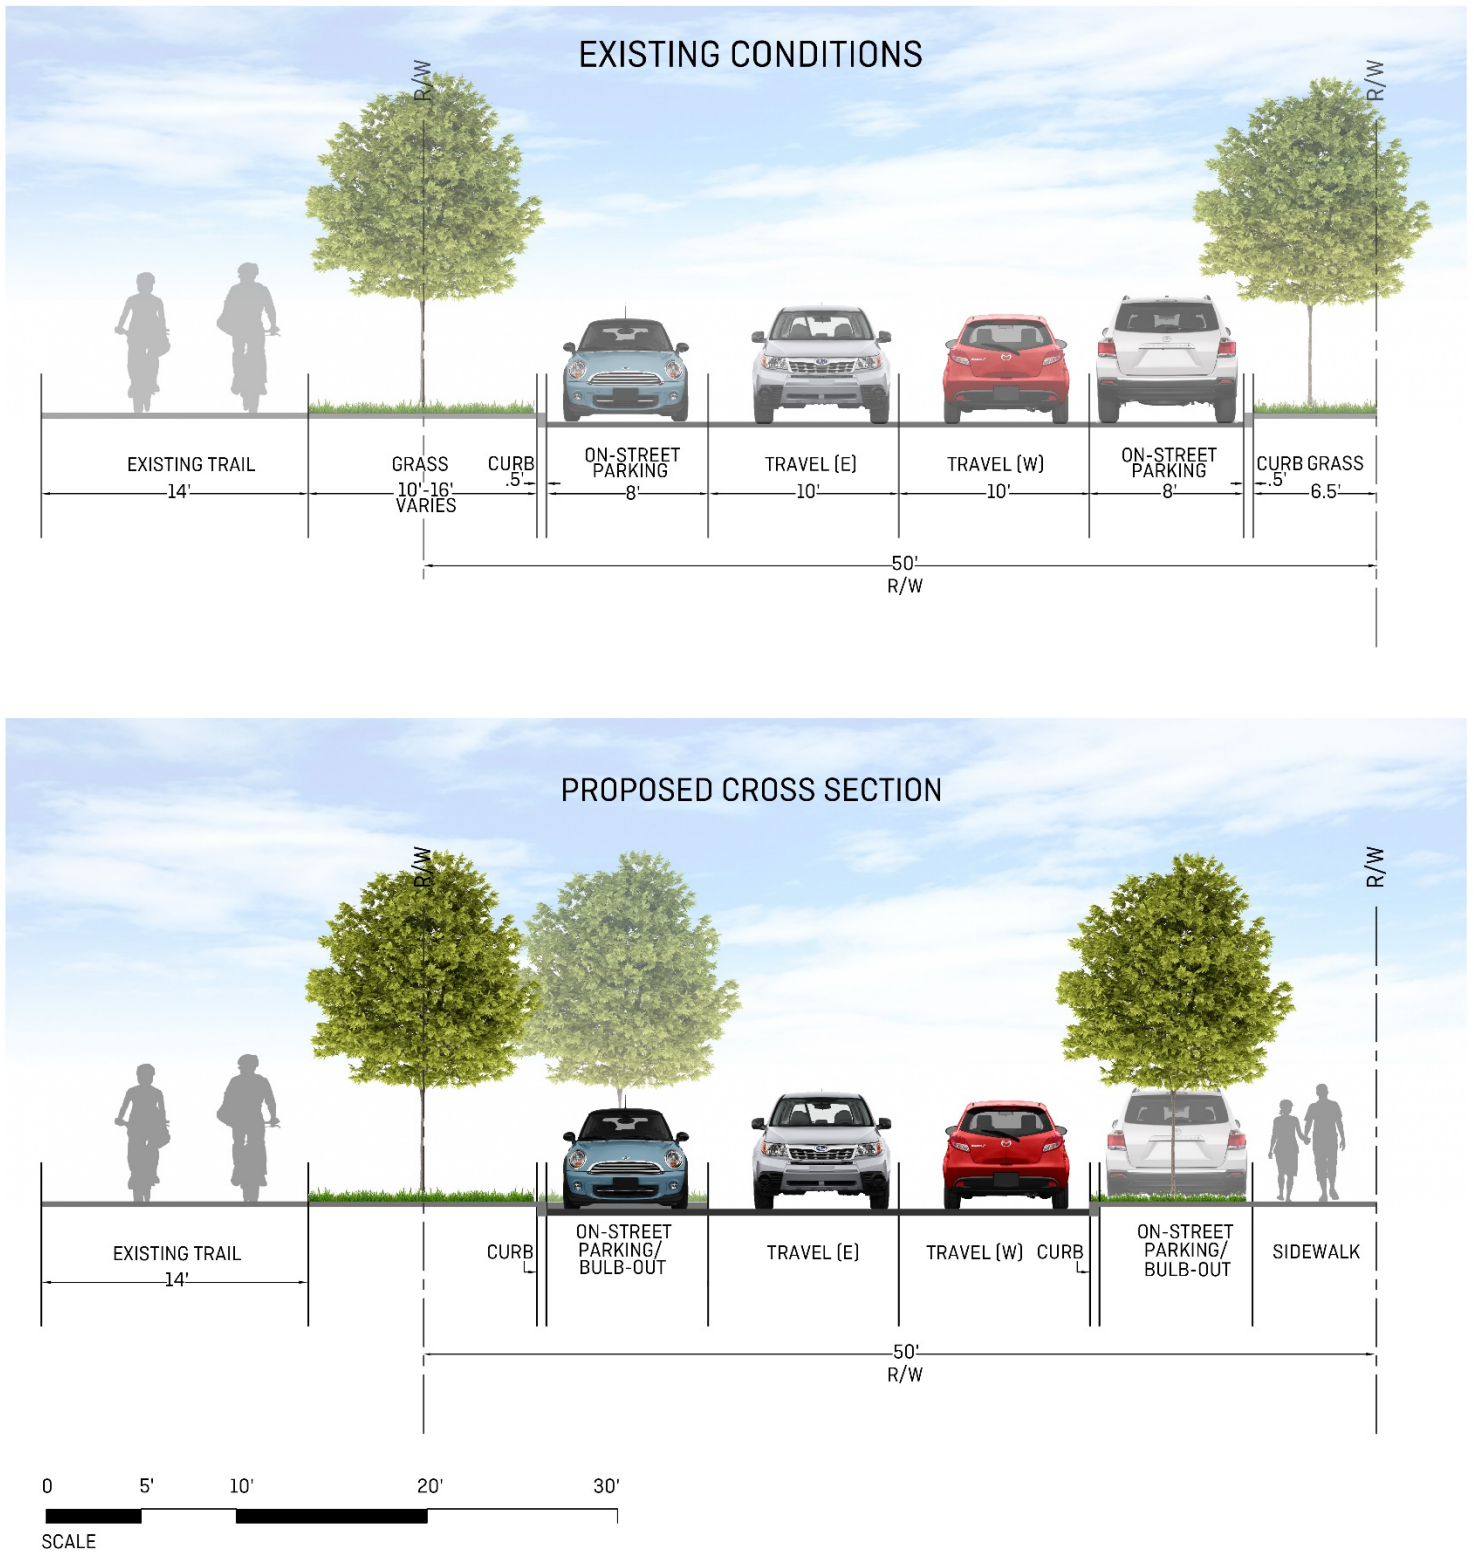 EXISTING CONDITIONS
R/W
R/W
EXISTING TRAIL
14'
GRASS
10'-16'
VARIES
CURB
.5'
ON-STREET
PARKING
8'
TRAVEL (E)
10'
TRAVEL (W)
10'
ON-STREET
PARKING
8'
CURB GRASS
.5'
6.5'
50'
R/W
PROPOSED CROSS SECTION
R/W
R/W
EXISTING TRAIL
14'
CURB
ON-STREET
PARKING/
BULB-OUT
TRAVEL (E)
TRAVEL (W)
CURB
ON-STREET
PARKING/
BULB-OUT
SIDEWALK
50'
R/W
0 5' 10' 20' 30'
SCALE